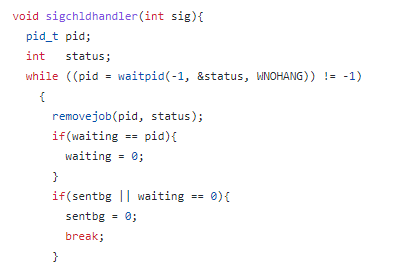 void sigchldhandler(int sig){
pid_t pid;
int status;
while ((pid = waitpid(-1, &status, WNOHANG)) != -1)
{
removejob(pid, status);
if(waiting == pid){
waiting = 0;
}
if(sentbg || waiting == 0){
sentbg = 0;
break;
}